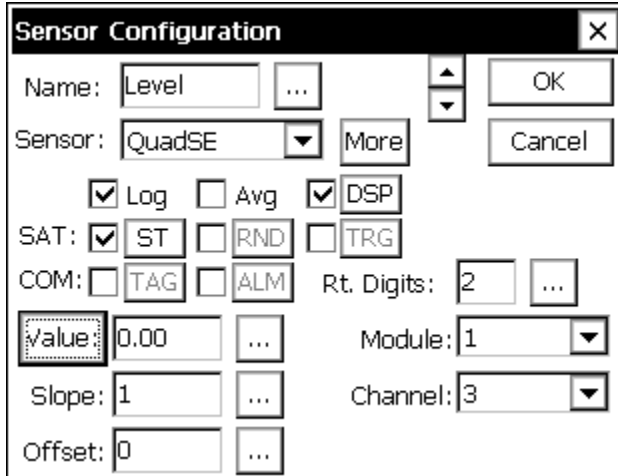 Sensor Configuration
Name: Level ... OK
Sensor: QuadSE More Cancel
Log Avg DSP
SAT: ST RND TRG
COM: TAG ALM Rt. Digits: 2 ...
Value: 0.00 ... Module: 1
Slope: 1 ... Channel: 3
Offset: 0 ...